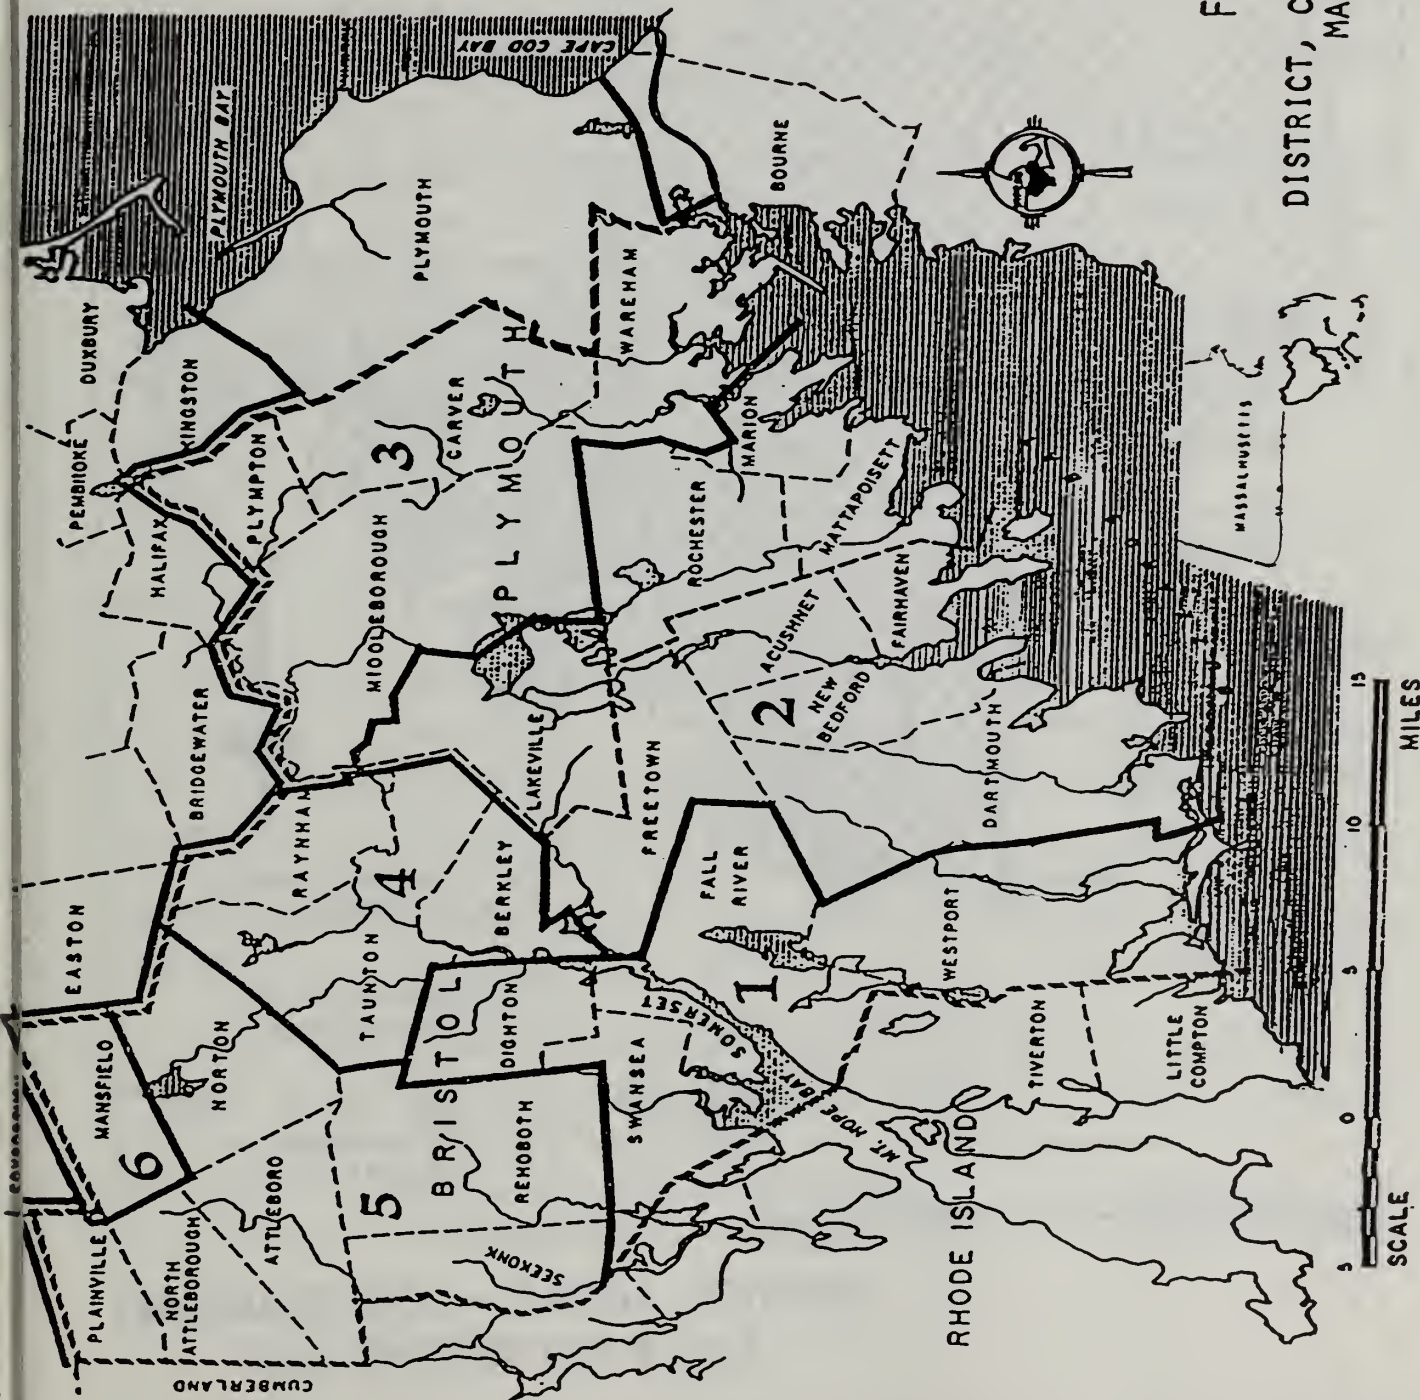 PLAINVILLE
NORTH
ATTLEBOROUGH
CUMBERLAND
MANSFIELD
6
EASTON
NORTON
ATTLEBORO
5
BRISTOL
REHOBOTH
SEEKONK
TAUNTON
RAYNHAM
4
DIGHTON
BERKLEY
SWANSEA
SOMERSET
MT. HOPE BAY
1
FALL
RIVER
WESTPORT
TIVERTON
LITTLE
COMPTON
RHODE ISLAND
BRIDGEWATER
HALIFAX
PEMBROKE
DUXBURY
KINGSTON
PLYMPTON
MIDDLEBOROUGH
3
CARVER
PLYMOUTH
PLYMOUTH
PLYMOUTH BAY
CAPE COD BAY
LAKEVILLE
FREETOWN
ROCHESTER
WAREHAM
BOURNE
MARION
MATTAPOISETT
ACUSHNET
FAIRHAVEN
2
NEW
BEDFORD
DARTMOUTH
MASSACHUSETTS
5 0 5 10 15
SCALE
MILES
F
DISTRICT, C
MA